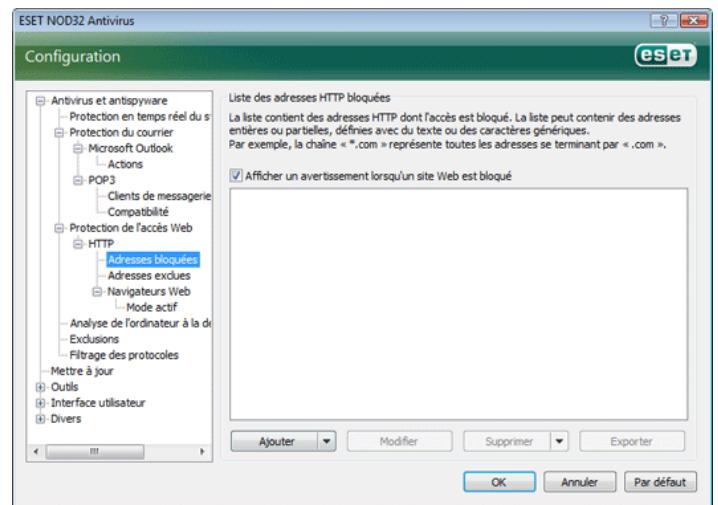 ESET NOD32 Antivirus
Configuration
eseT
Antivirus et antispyware
Protection en temps réel du s
Protection du courrier
Microsoft Outlook
Actions
POP3
Clients de messagerie
Compatibilité
Protection de l'accès Web
HTTP
Adresses bloquées
Adresses exclues
Navigateurs Web
Mode actif
Analyse de l'ordinateur à la de
Exclusions
Filtrage des protocoles
Mettre à jour
Outils
Interface utilisateur
Divers
Liste des adresses HTTP bloquées
La liste contient des adresses HTTP dont l'accès est bloqué. La liste peut contenir des adresses
entières ou partielles, définies avec du texte ou des caractères génériques.
Par exemple, la chaîne « *.com » représente toutes les adresses se terminant par « .com ».
Afficher un avertissement lorsqu'un site Web est bloqué
Ajouter
Modifier
Supprimer
Exporter
OK
Annuler
Par défaut